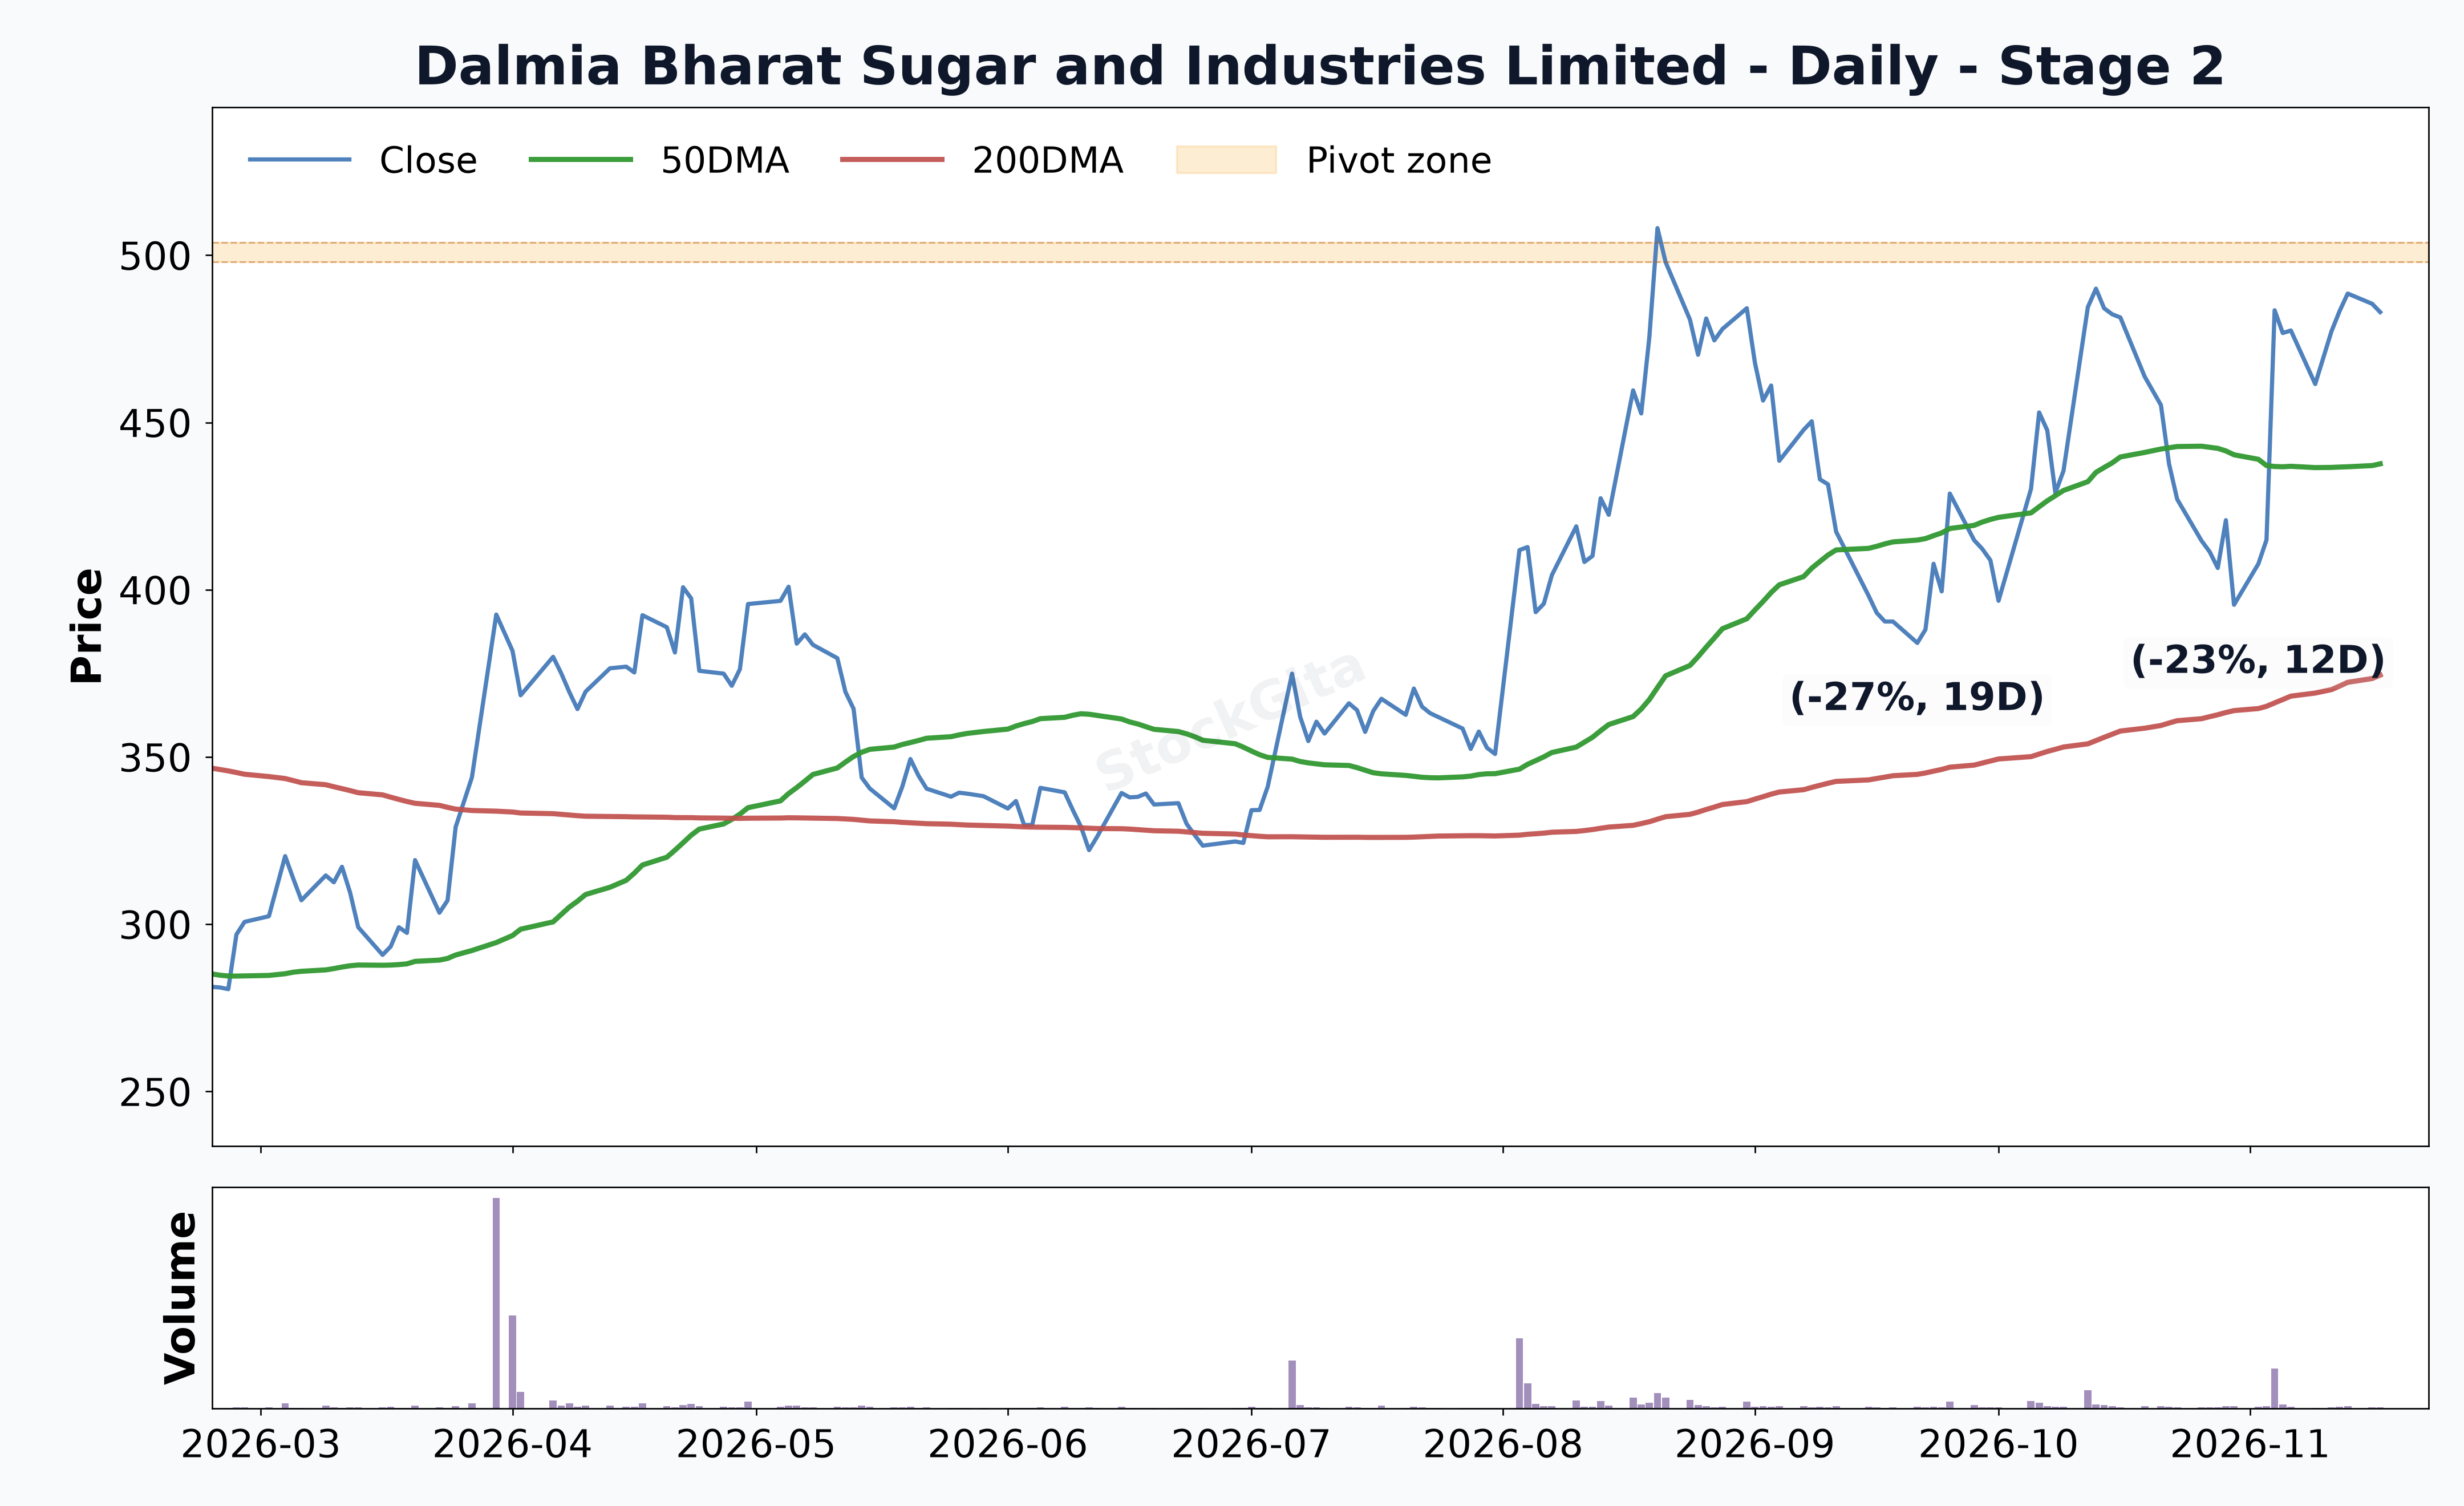 Dalmia Bharat Sugar and Industries Limited - Daily - Stage 2
Close 50DMA 200DMA Pivot zone
500
450
400
350
300
250
Price
StockGita
(-27%, 19D)
(-23%, 12D)
Volume
2026-03 2026-04 2026-05 2026-06 2026-07 2026-08 2026-09 2026-10 2026-11